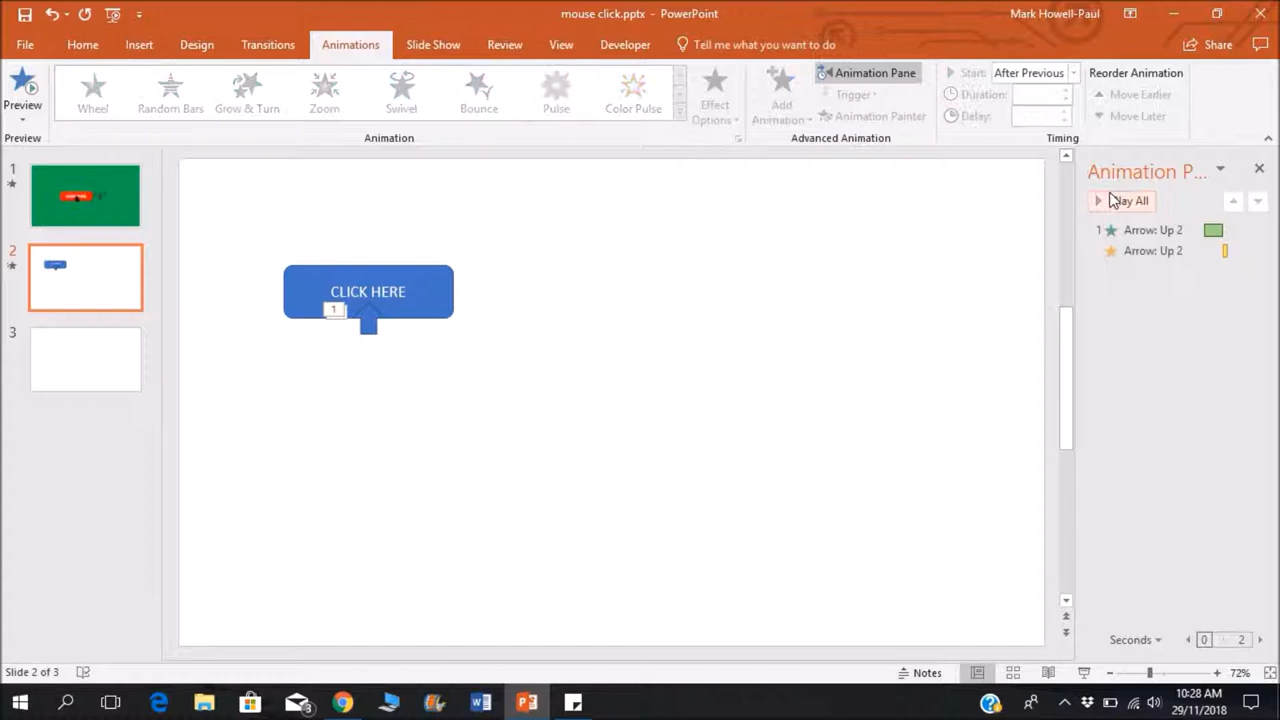 mouse click.pptx - PowerPoint
Mark Howell-Paul
File Home Insert Design Transitions Animations Slide Show Review View Developer Tell me what you want to do Share
Preview
Wheel Random Bars Grow & Turn Zoom Swivel Bounce Pulse Color Pulse
Effect Options
Add Animation
Animation Pane
Trigger
Animation Painter
Start: After Previous
Duration:
Delay:
Reorder Animation
Move Earlier
Move Later
Preview Animation Advanced Animation Timing
1
2
3
CLICK HERE
1
Animation P...
ay All
1 Arrow: Up 2
Arrow: Up 2
Seconds 0 2
Slide 2 of 3
Notes
72%
3
10:28 AM
29/11/2018